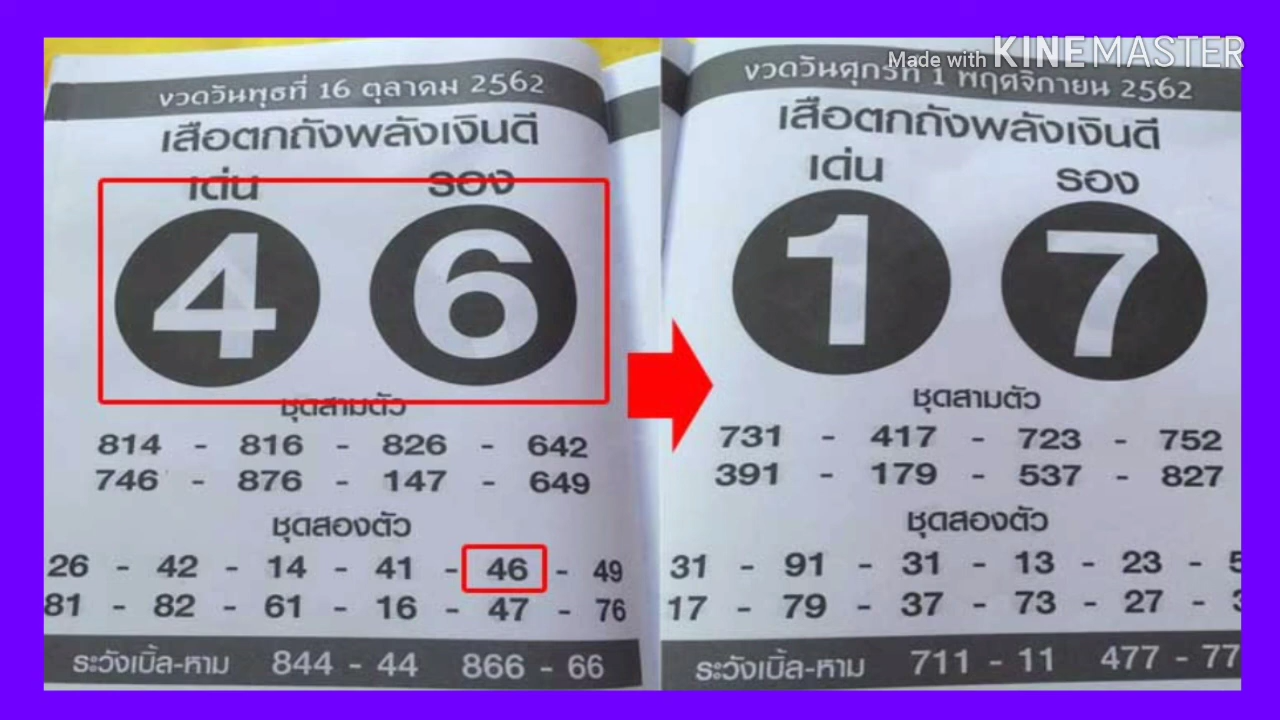 Made with KINEMASTER
งวดวันพุธที่ 16 ตุลาคม 2562
เสือตกถังพลังเงินดี
เด่น รอง
4 6
ชุดสามตัว
814 - 816 - 826 - 642
746 - 876 - 147 - 649
ชุดสองตัว
26 - 42 - 14 - 41 - 46 - 49
81 - 82 - 61 - 16 - 47 - 76
ระวังเบิ้ล-หาม 844 - 44 866 - 66
งวดวันศุกร์ที่ 1 พฤศจิกายน 2562
เสือตกถังพลังเงินดี
เด่น รอง
1 7
ชุดสามตัว
731 - 417 - 723 - 752
391 - 179 - 537 - 827
ชุดสองตัว
31 - 91 - 31 - 13 - 23 -
17 - 79 - 37 - 73 - 27 -
ระวังเบิ้ล-หาม 711 - 11 477 - 77